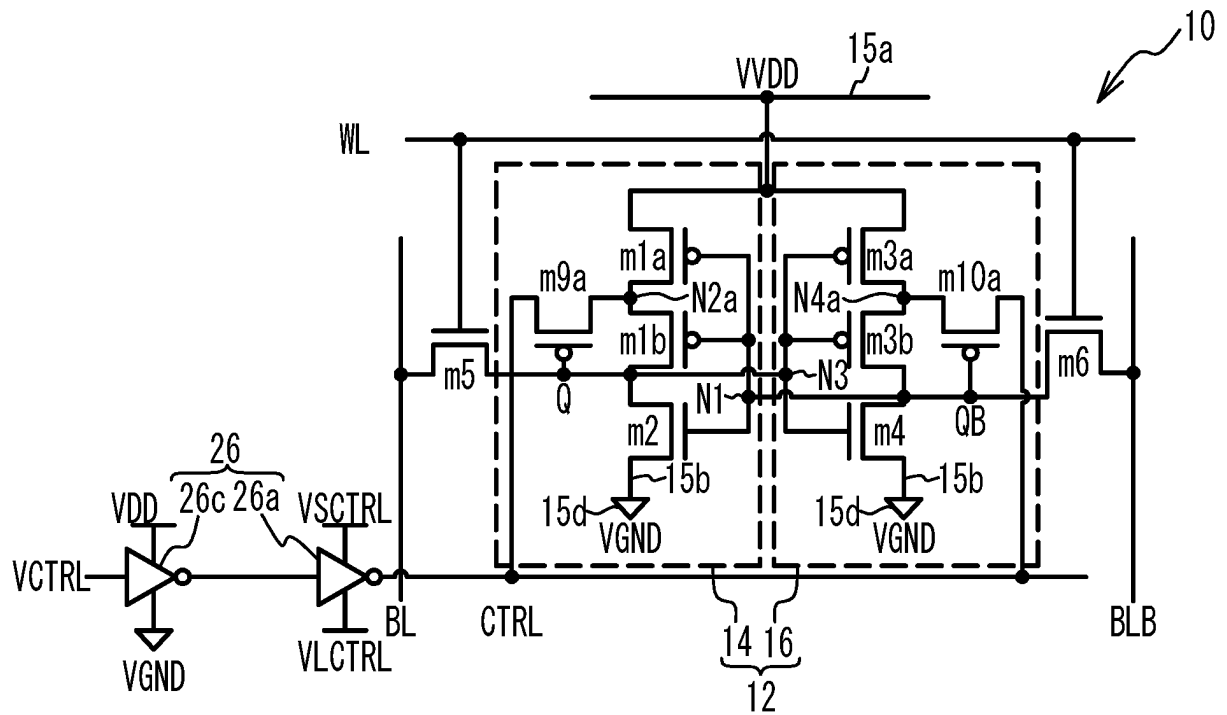 10
15a
VVDD
WL
m1a
m3a
m9a
N2a
N4a
m10a
m1b
m3b
m5
Q
N3
m6
N1
QB
m2
m4
26
15b
15b
26c
26a
VDD
VSCTRL
15d
15d
VGND
VGND
VCTRL
BL
CTRL
BLB
VGND
VLCTRL
14
16
12